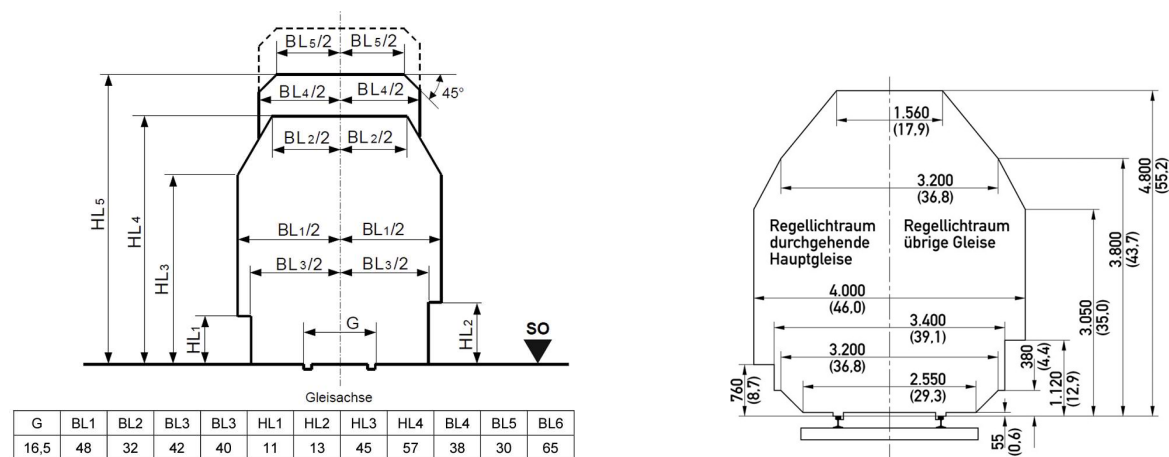 BL5/2 BL5/2
BL4/2 BL4/2
45°
BL2/2 BL2/2
HL5
HL4
HL3
BL1/2 BL1/2
BL3/2 BL3/2
HL1
G
HL2
SO
Gleisachse
G BL1 BL2 BL3 BL3 HL1 HL2 HL3 HL4 BL4 BL5 BL6
16,5 48 32 42 40 11 13 45 57 38 30 65
1.560
(17.9)
3.200
(36.8)
Regellichtraum
durchgehende
Hauptgleise
Regellichtraum
übrige Gleise
4.000
(46.0)
3.400
(39.1)
3.200
(36.8)
2.550
(29.3)
760
(8.7)
55
(0.6)
380
(4.4)
1.120
(12.9)
3.050
(35.0)
3.800
(43.7)
4.800
(55.2)